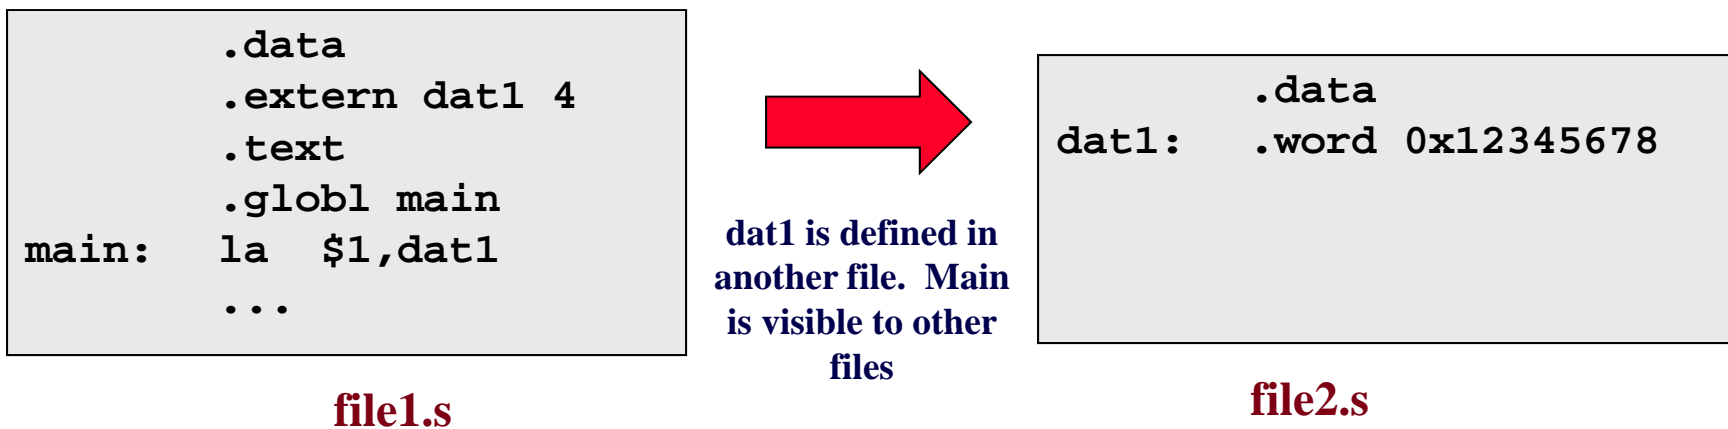 .data
.extern dat1 4
.text
.globl main
main: la $1,dat1
...
file1.s
dat1 is defined in
another file. Main
is visible to other
files
.data
dat1: .word 0x12345678
file2.s